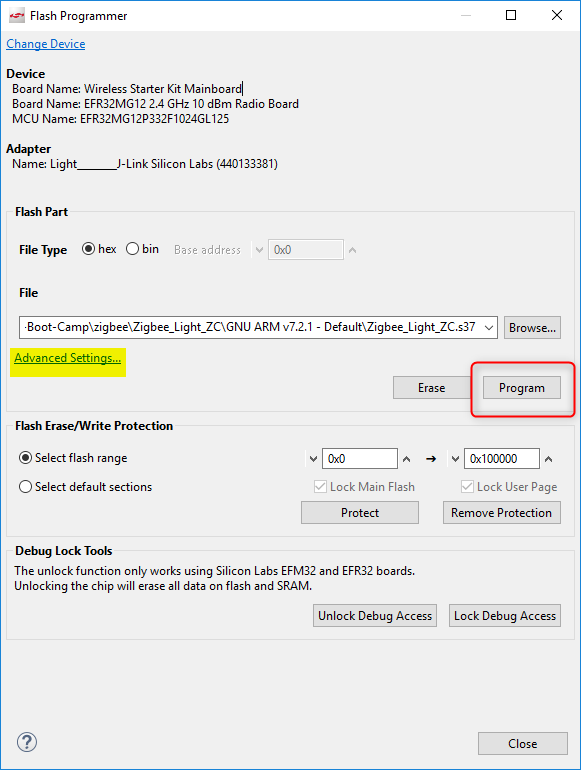 Flash Programmer
Change Device
Device
Board Name: Wireless Starter Kit Mainboard
Board Name: EFR32MG12 2.4 GHz 10 dBm Radio Board
MCU Name: EFR32MG12P332F1024GL125
Adapter
Name: Light_______J-Link Silicon Labs (440133381)
Flash Part
File Type hex bin Base address 0x0
File
-Boot-Camp\zigbee\Zigbee_Light_ZC\GNU ARM v7.2.1 - Default\Zigbee_Light_ZC.s37 Browse...
Advanced Settings...
Erase Program
Flash Erase/Write Protection
Select flash range 0x0 → 0x100000
Select default sections Lock Main Flash Lock User Page
Protect Remove Protection
Debug Lock Tools
The unlock function only works using Silicon Labs EFM32 and EFR32 boards.
Unlocking the chip will erase all data on flash and SRAM.
Unlock Debug Access Lock Debug Access
? Close